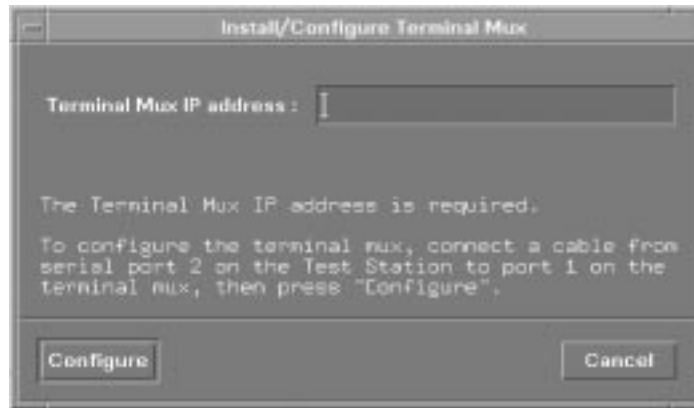 Install/Configure Terminal Mux
Terminal Mux IP address :
The Terminal Mux IP address is required.
To configure the terminal mux, connect a cable from
serial port 2 on the Test Station to port 1 on the
terminal mux, then press "Configure".
Configure
Cancel